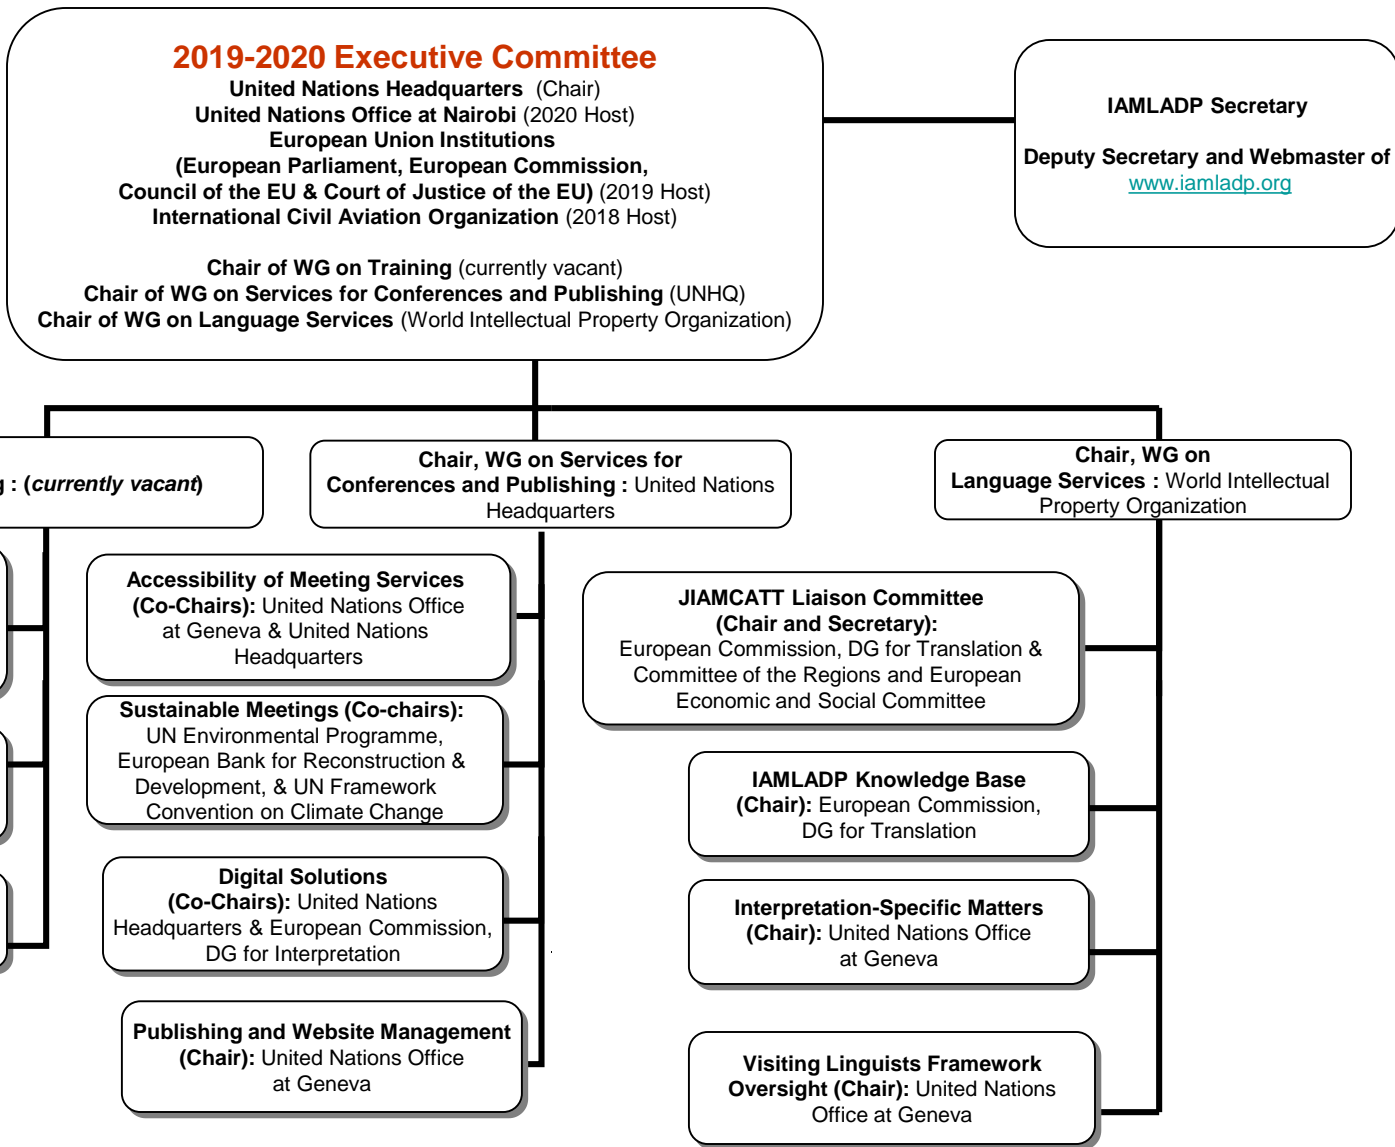 2019-2020 Executive Committee
United Nations Headquarters (Chair)
United Nations Office at Nairobi (2020 Host)
European Union Institutions
(European Parliament, European Commission,
Council of the EU & Court of Justice of the EU) (2019 Host)
International Civil Aviation Organization (2018 Host)
Chair of WG on Training (currently vacant)
Chair of WG on Services for Conferences and Publishing (UNHQ)
Chair of WG on Language Services (World Intellectual Property Organization)
IAMLADP Secretary
Deputy Secretary and Webmaster of
www.iamladp.org
g : (currently vacant)
Chair, WG on Services for
Conferences and Publishing : United Nations
Headquarters
Chair, WG on
Language Services : World Intellectual
Property Organization
Accessibility of Meeting Services
(Co-Chairs): United Nations Office
at Geneva & United Nations
Headquarters
Sustainable Meetings (Co-chairs):
UN Environmental Programme,
European Bank for Reconstruction &
Development, & UN Framework
Convention on Climate Change
Digital Solutions
(Co-Chairs): United Nations
Headquarters & European Commission,
DG for Interpretation
Publishing and Website Management
(Chair): United Nations Office
at Geneva
JIAMCATT Liaison Committee
(Chair and Secretary):
European Commission, DG for Translation &
Committee of the Regions and European
Economic and Social Committee
IAMLADP Knowledge Base
(Chair): European Commission,
DG for Translation
Interpretation-Specific Matters
(Chair): United Nations Office
at Geneva
Visiting Linguists Framework
Oversight (Chair): United Nations
Office at Geneva